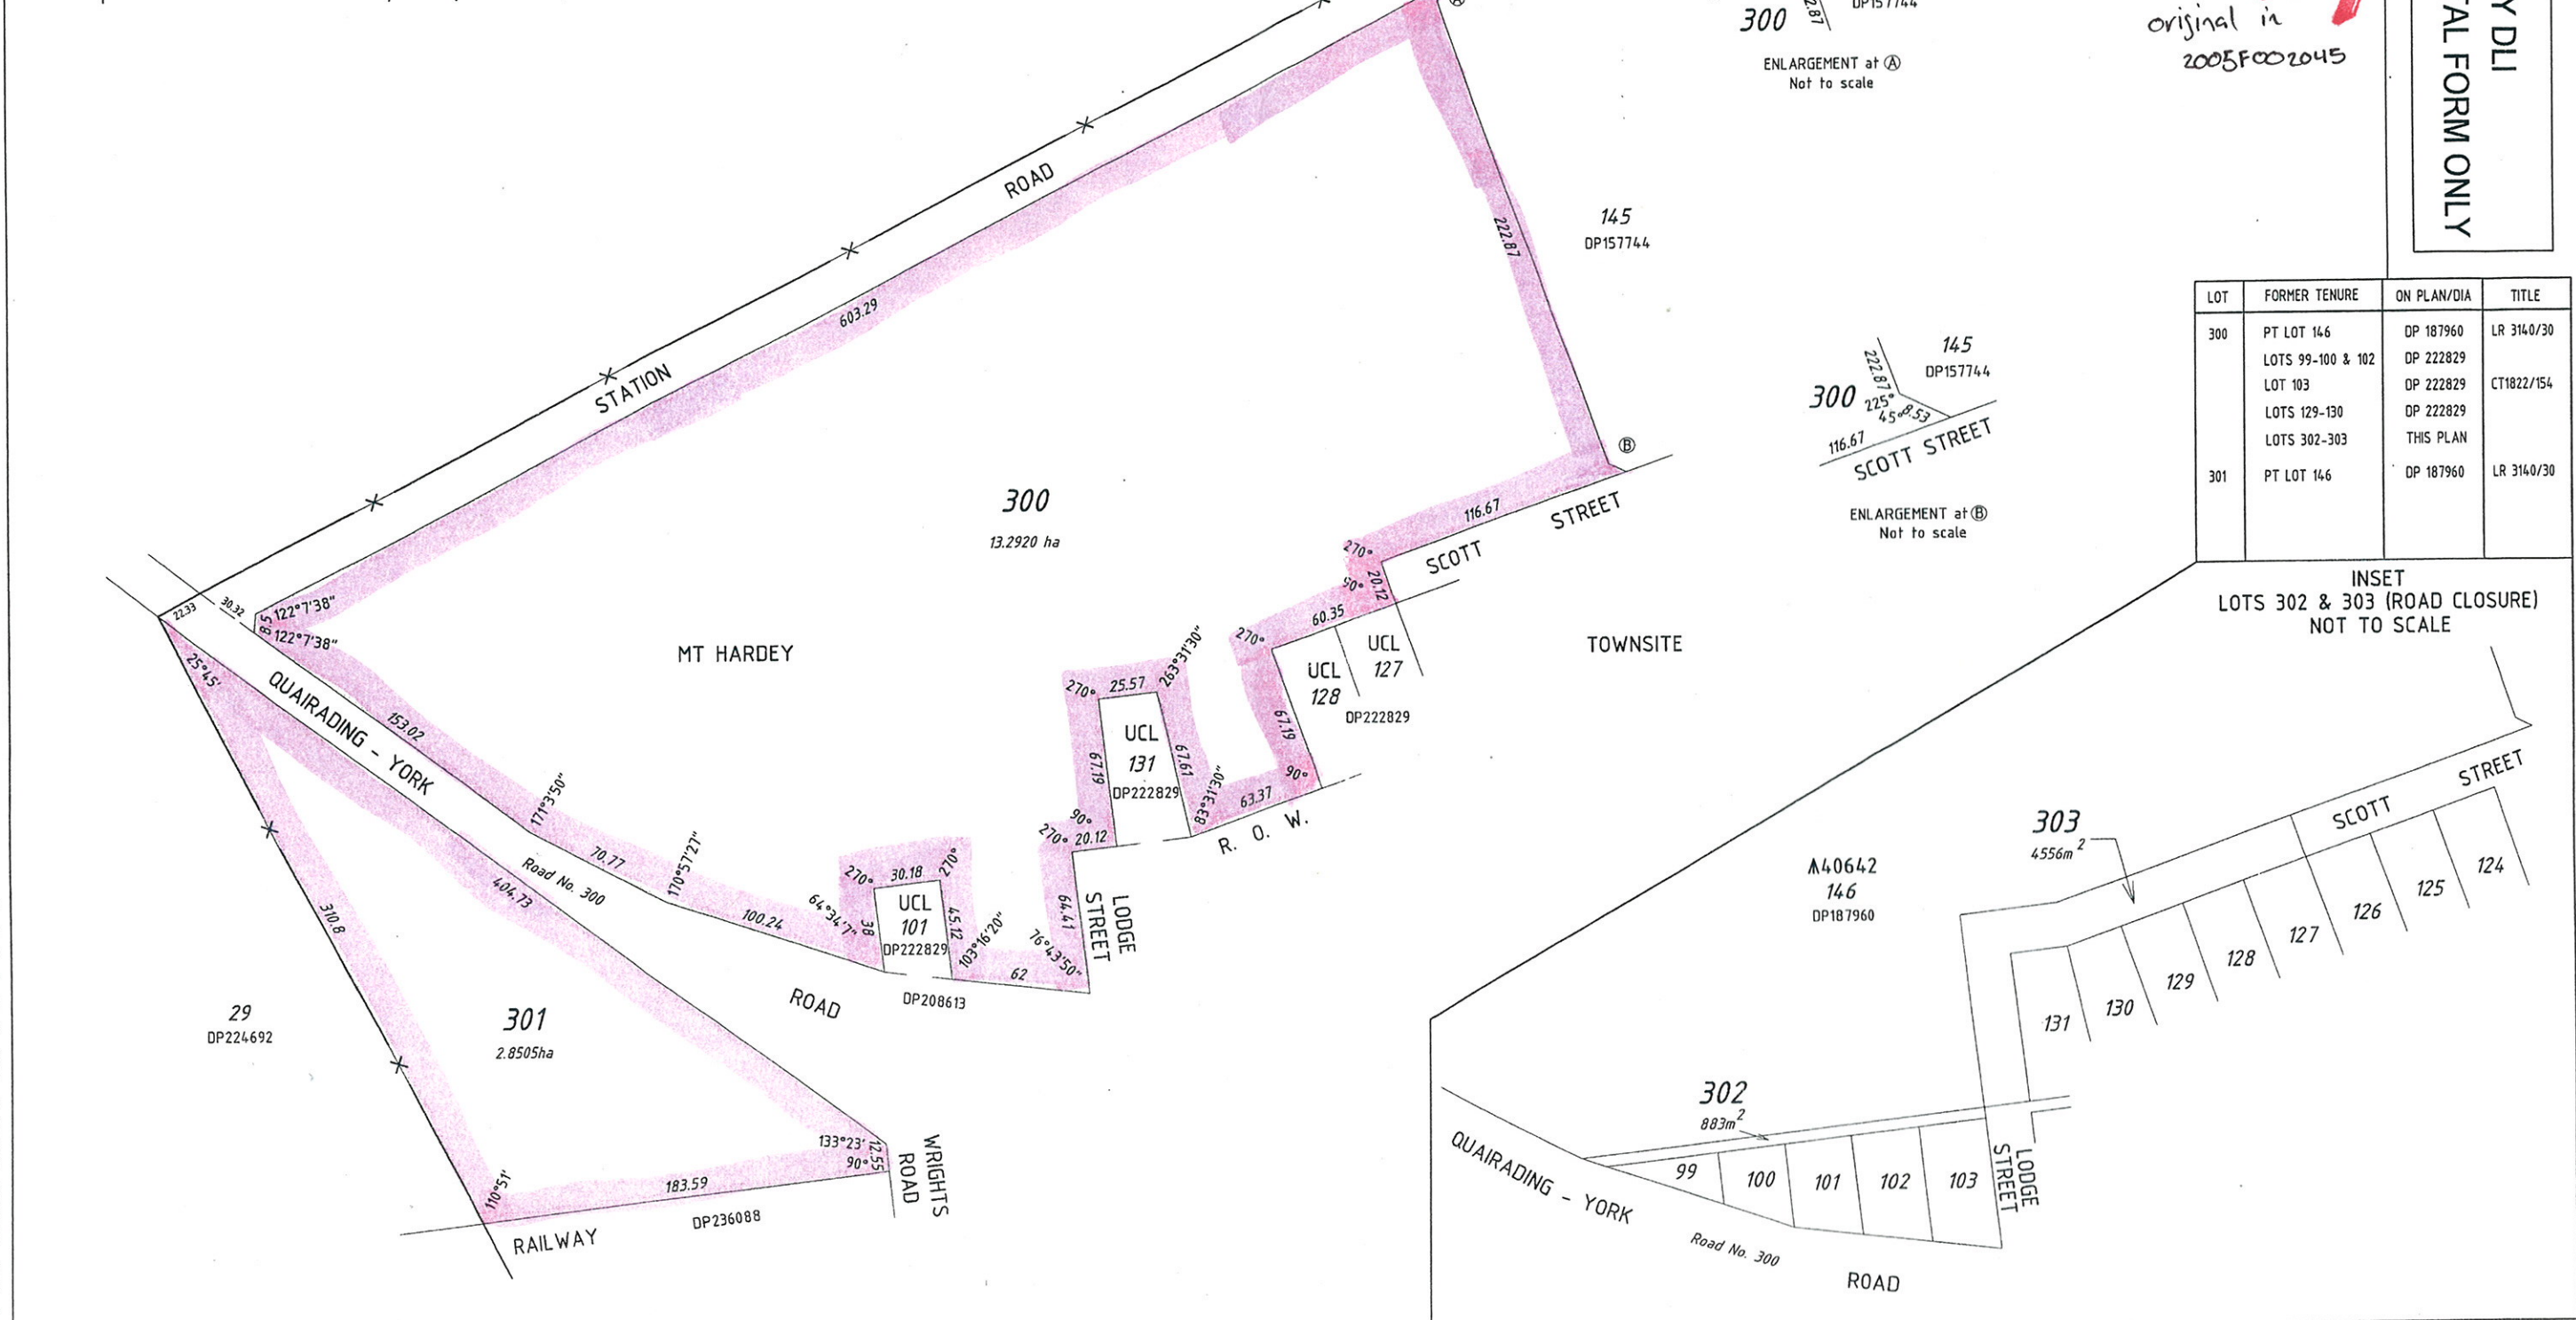 300
DP157744
2.87
ENLARGEMENT at Ⓐ
Not to scale
original in
2005F002045
Y DLI
TAL FORM ONLY
STATION ROAD
603.29
222.87
145
DP157744
Ⓑ
300
13.2920 ha
MT HARDEY
116.67
SCOTT STREET
270°
90°
20.12
60.35
270°
UCL
127
UCL
128
DP222829
67.19
90°
63.37
R. O. W.
TOWNSITE
22.33
30.32
8.5
122°7'38"
122°7'38"
25°45'
QUAIRADING - YORK
153.02
171°3'50"
70.77
Road No. 300
170°57'27"
100.24
64°34'7"
404.73
310.8
270°
25.57
263°31'30"
UCL
131
DP222829
67.19
67.61
83°31'30"
90°
270°
20.12
270°
30.18
270°
UCL
101
DP222829
38
45.12
103°16'20"
62
76°43'50"
64.41
LODGE
STREET
DP208613
ROAD
29
DP224692
301
2.8505ha
133°23'
12.55
90°
WRIGHTS
ROAD
110°51'
183.59
RAILWAY
DP236088
145
DP157744
222.87
300
225°
45°
8.53
116.67
SCOTT STREET
ENLARGEMENT at Ⓑ
Not to scale
LOT FORMER TENURE ON PLAN/DIA TITLE
300 PT LOT 146 DP 187960 LR 3140/30
LOTS 99-100 & 102 DP 222829
LOT 103 DP 222829 CT1822/154
LOTS 129-130 DP 222829
LOTS 302-303 THIS PLAN
301 PT LOT 146 DP 187960 LR 3140/30
INSET
LOTS 302 & 303 (ROAD CLOSURE)
NOT TO SCALE
303
4556m²
SCOTT STREET
40642
146
DP187960
124
125
126
127
128
129
130
131
302
883m²
99
100
101
102
103
LODGE
STREET
QUAIRADING - YORK
Road No. 300
ROAD